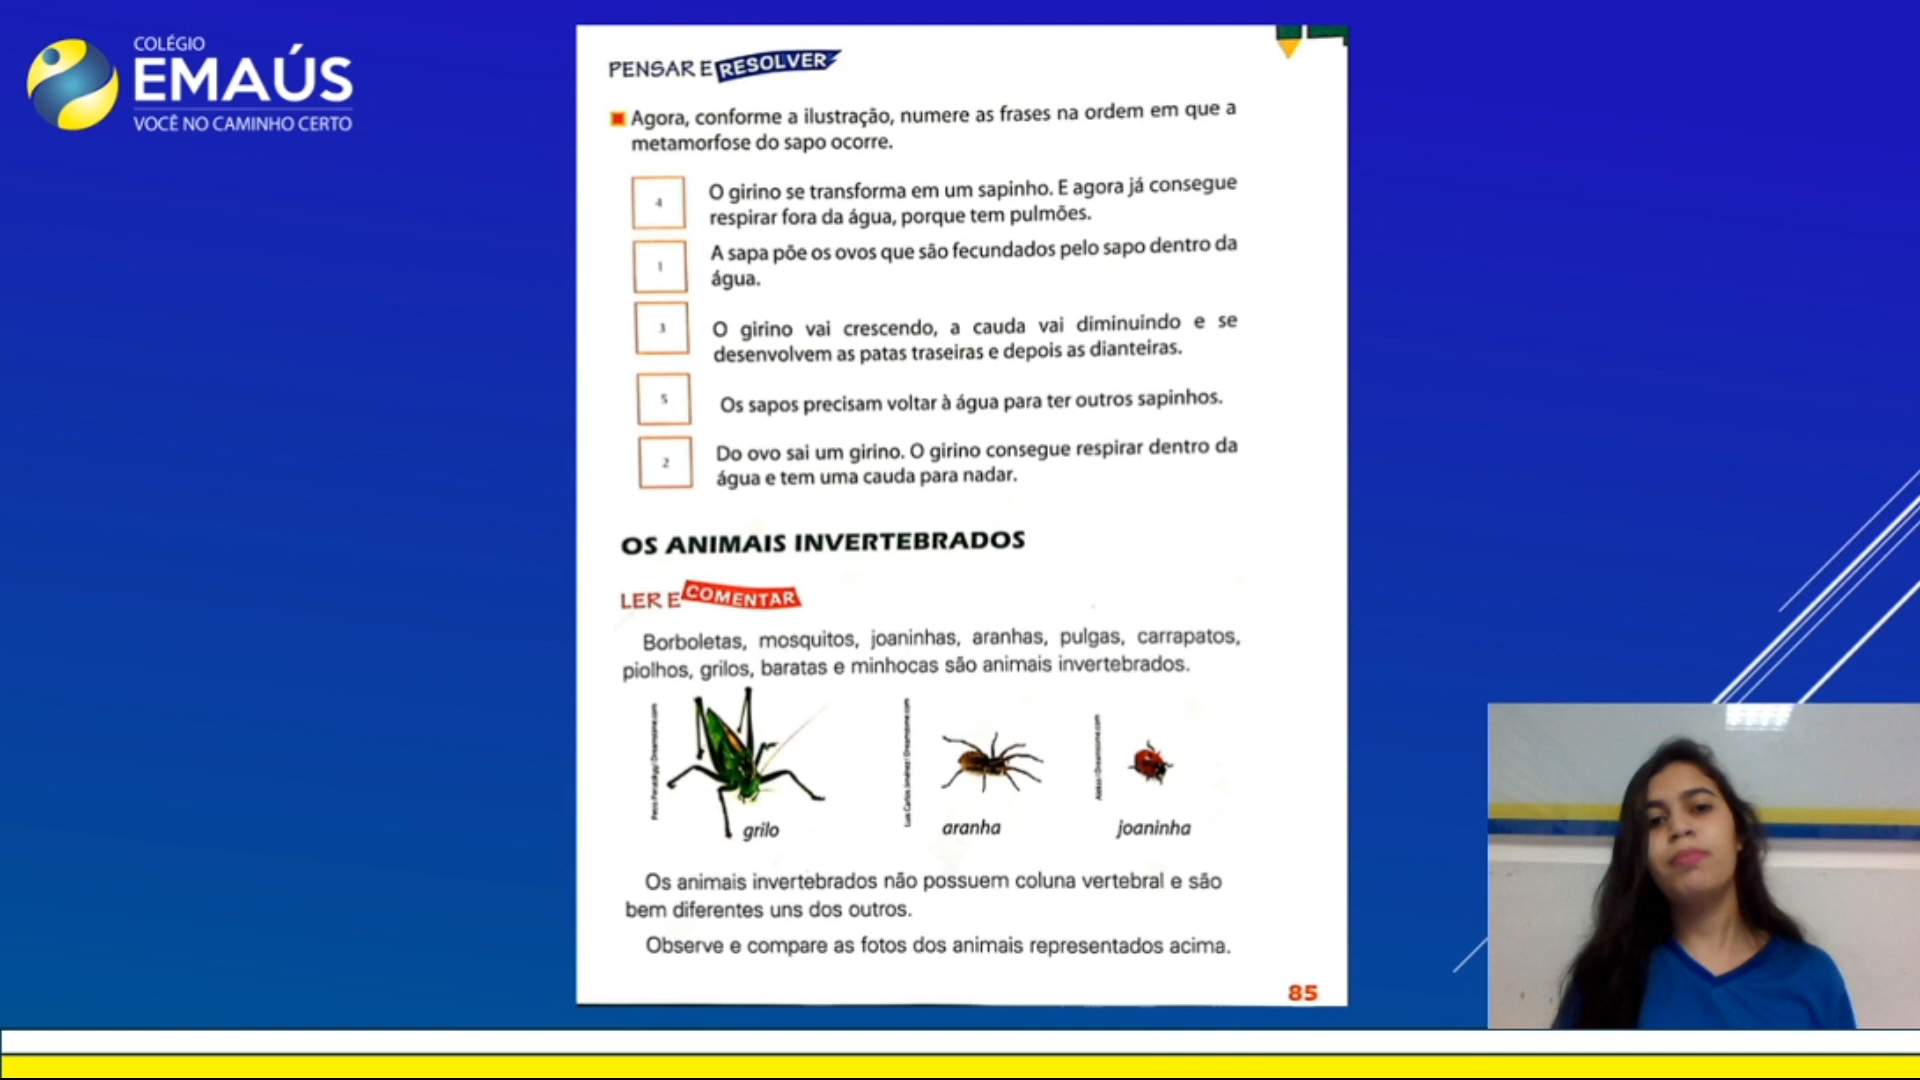 COLÉGIO
EMAÚS
VOCÊ NO CAMINHO CERTO
PENSAR E RESOLVER
Agora, conforme a ilustração, numere as frases na ordem em que a
metamorfose do sapo ocorre.
4
O girino se transforma em um sapinho. E agora já consegue
respirar fora da água, porque tem pulmões.
1
A sapa põe os ovos que são fecundados pelo sapo dentro da
água.
3
O girino vai crescendo, a cauda vai diminuindo e se
desenvolvem as patas traseiras e depois as dianteiras.
5
Os sapos precisam voltar à água para ter outros sapinhos.
2
Do ovo sai um girino. O girino consegue respirar dentro da
água e tem uma cauda para nadar.
OS ANIMAIS INVERTEBRADOS
LER E COMENTAR
Borboletas, mosquitos, joaninhas, aranhas, pulgas, carrapatos,
piolhos, grilos, baratas e minhocas são animais invertebrados.
grilo
aranha
joaninha
Os animais invertebrados não possuem coluna vertebral e são
bem diferentes uns dos outros.
Observe e compare as fotos dos animais representados acima.
85